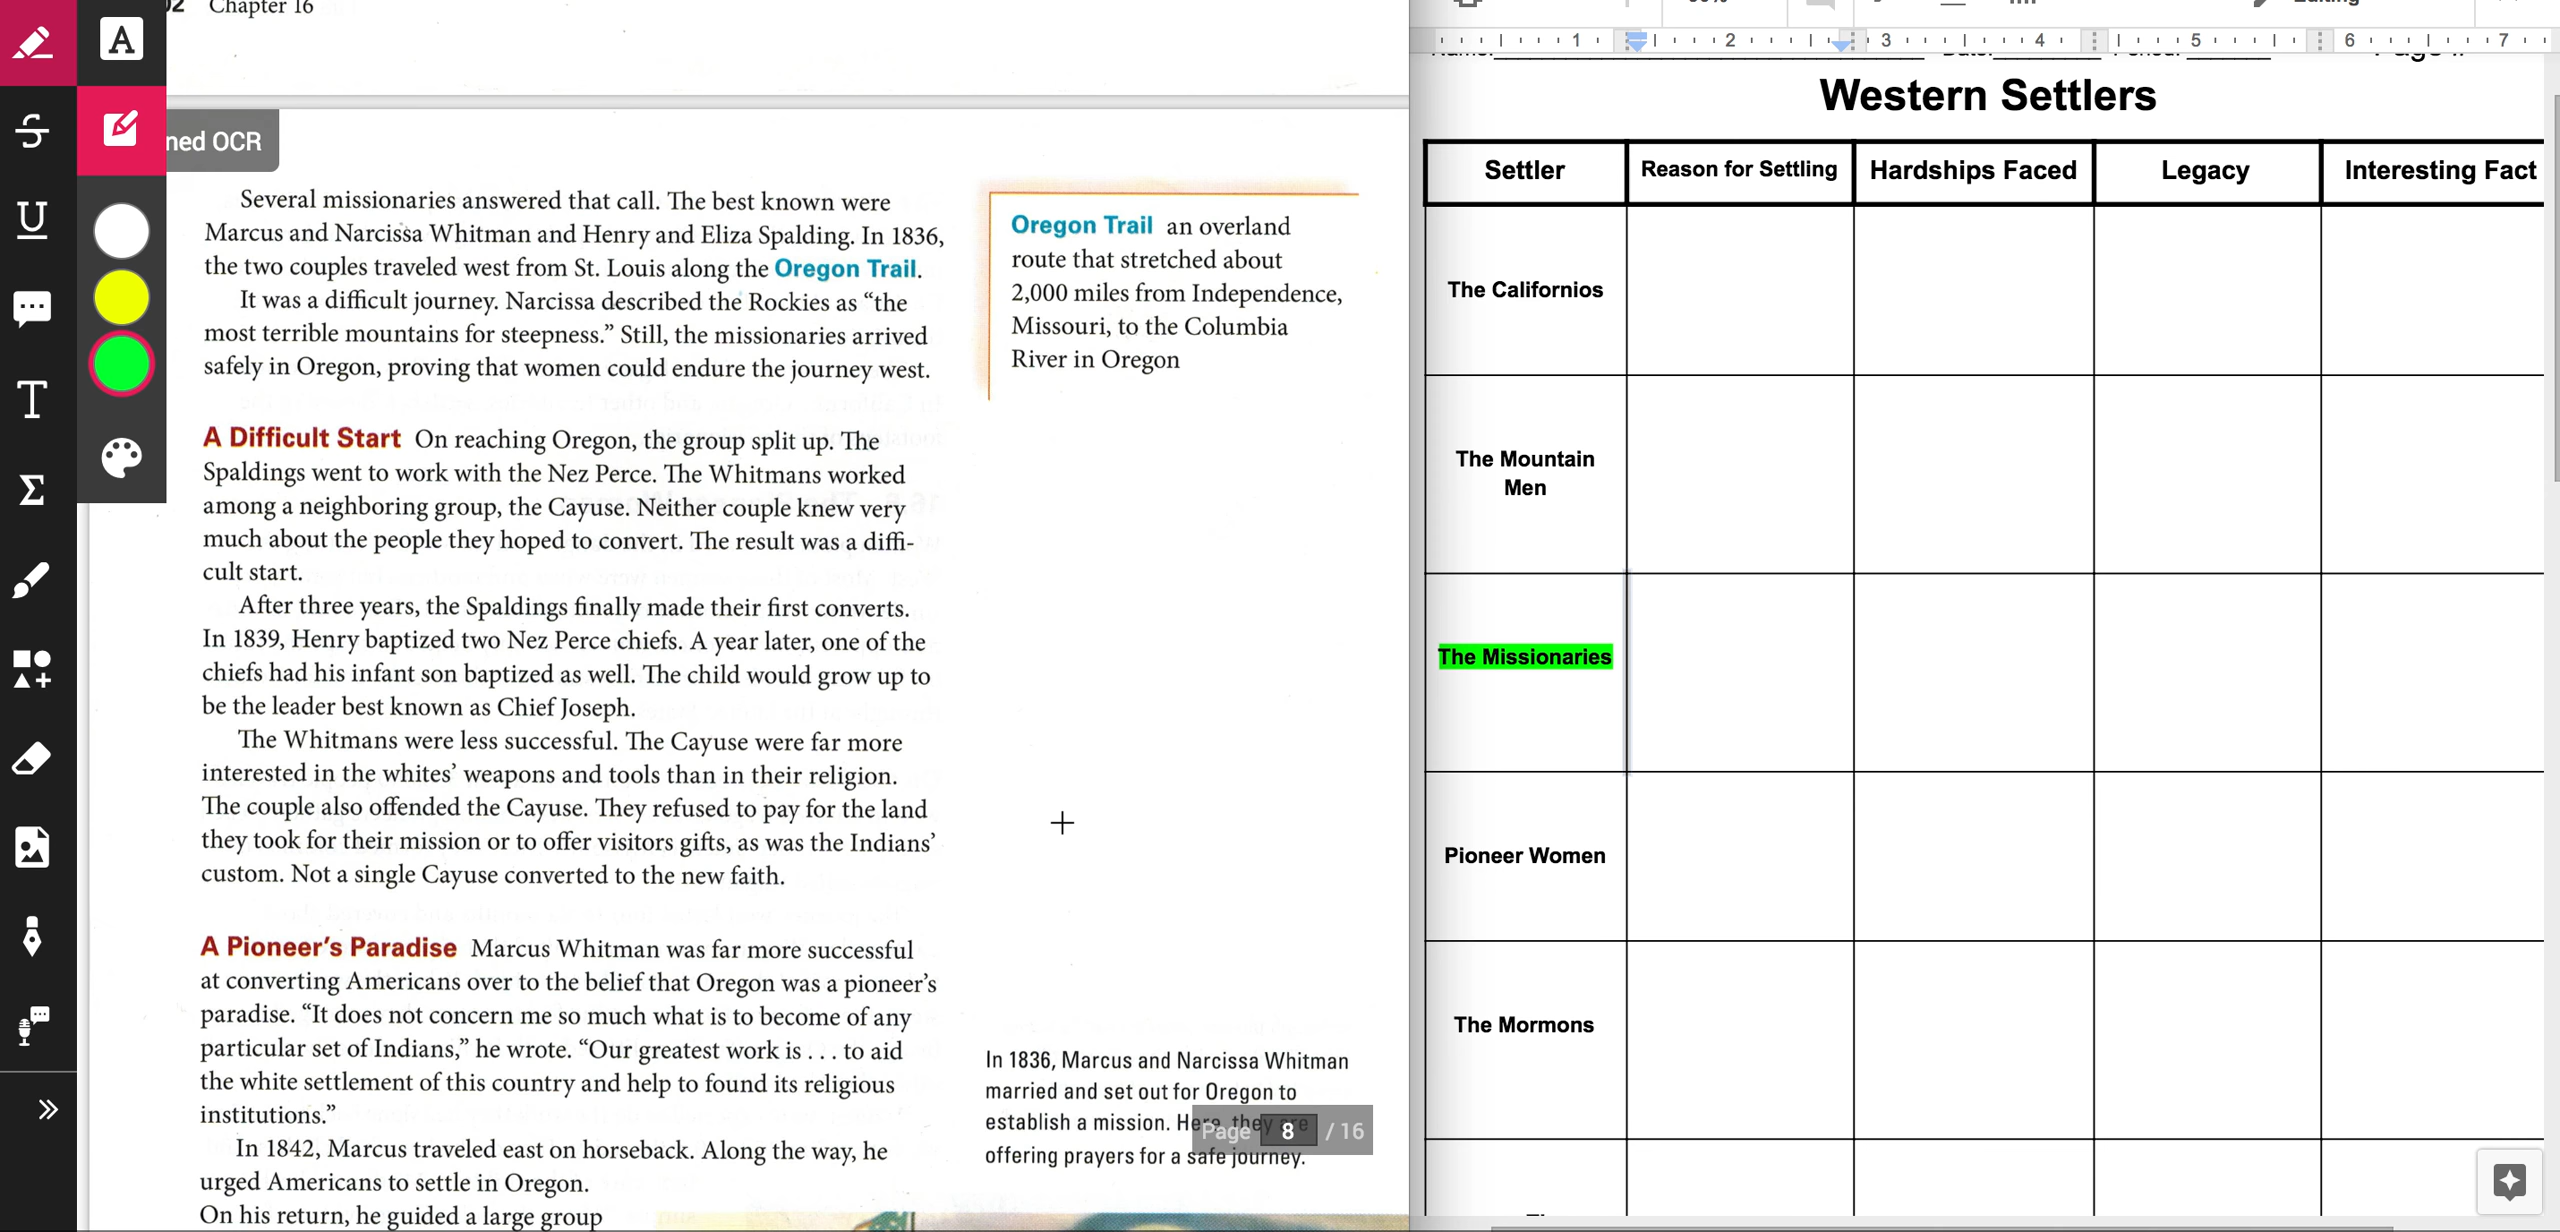 Chapter 16
ned OCR
Several missionaries answered that call. The best known were
Marcus and Narcissa Whitman and Henry and Eliza Spalding. In 1836,
the two couples traveled west from St. Louis along the Oregon Trail.
It was a difficult journey. Narcissa described the Rockies as “the
most terrible mountains for steepness.” Still, the missionaries arrived
safely in Oregon, proving that women could endure the journey west.
A Difficult Start On reaching Oregon, the group split up. The
Spaldings went to work with the Nez Perce. The Whitmans worked
among a neighboring group, the Cayuse. Neither couple knew very
much about the people they hoped to convert. The result was a diffi-
cult start.
After three years, the Spaldings finally made their first converts.
In 1839, Henry baptized two Nez Perce chiefs. A year later, one of the
chiefs had his infant son baptized as well. The child would grow up to
be the leader best known as Chief Joseph.
The Whitmans were less successful. The Cayuse were far more
interested in the whites’ weapons and tools than in their religion.
The couple also offended the Cayuse. They refused to pay for the land
they took for their mission or to offer visitors gifts, as was the Indians’
custom. Not a single Cayuse converted to the new faith.
A Pioneer’s Paradise Marcus Whitman was far more successful
at converting Americans over to the belief that Oregon was a pioneer’s
paradise. “It does not concern me so much what is to become of any
particular set of Indians,” he wrote. “Our greatest work is . . . to aid
the white settlement of this country and help to found its religious
institutions.”
In 1842, Marcus traveled east on horseback. Along the way, he
urged Americans to settle in Oregon.
On his return, he guided a large group
Oregon Trail an overland
route that stretched about
2,000 miles from Independence,
Missouri, to the Columbia
River in Oregon
In 1836, Marcus and Narcissa Whitman
married and set out for Oregon to
establish a mission. Here, they are
offering prayers for a safe journey.
Page 8 / 16
1 2 3 4 5 6 7
Western Settlers
Settler Reason for Settling Hardships Faced Legacy Interesting Fact
The Californios
The Mountain
Men
The Missionaries
Pioneer Women
The Mormons